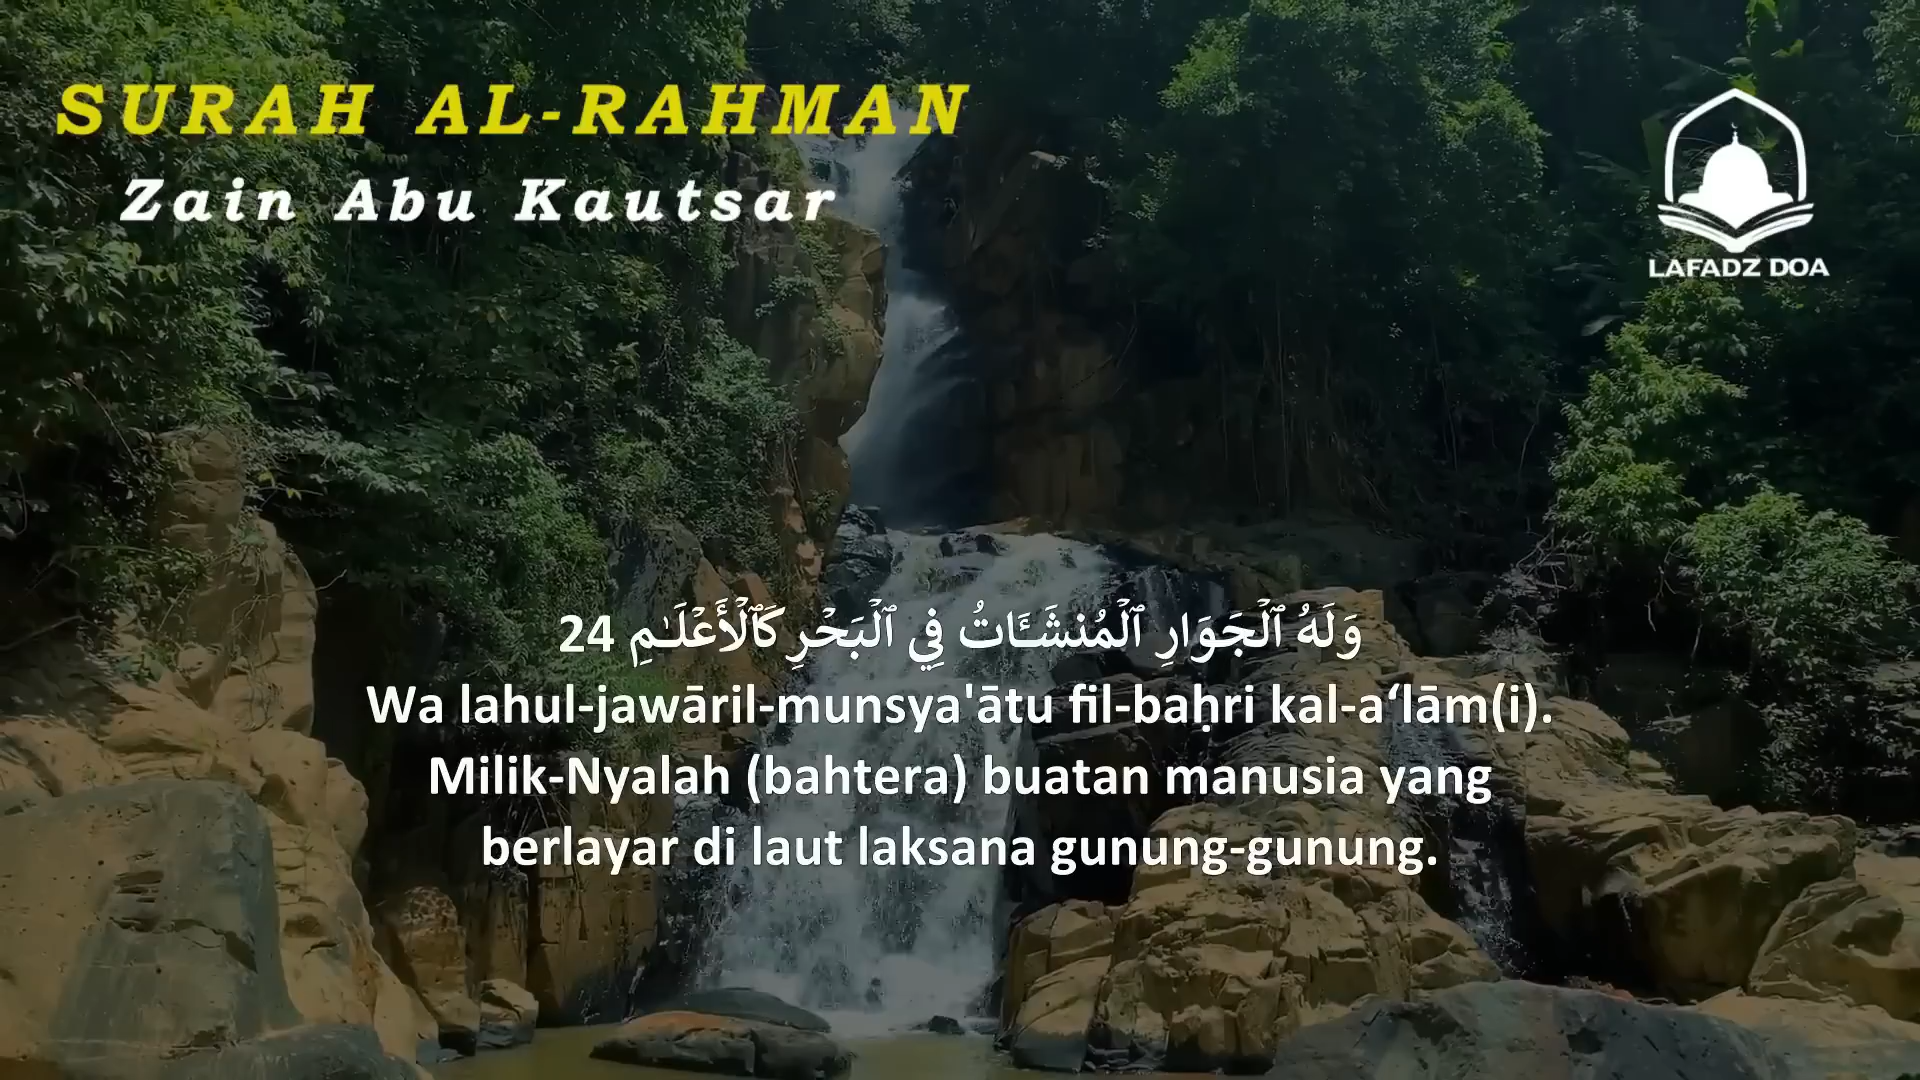 SURAH AL-RAHMAN
Zain Abu Kautsar
LAFADZ DOA
وَلَهُ ٱلْجَوَارِ ٱلْمُنشَـَٔاتُ فِي ٱلْبَحْرِ كَٱلْأَعْلَـٰمِ 24
Wa lahul-jawāril-munsya'ātu fil-baḥri kal-a‘lām(i).
Milik-Nyalah (bahtera) buatan manusia yang
berlayar di laut laksana gunung-gunung.